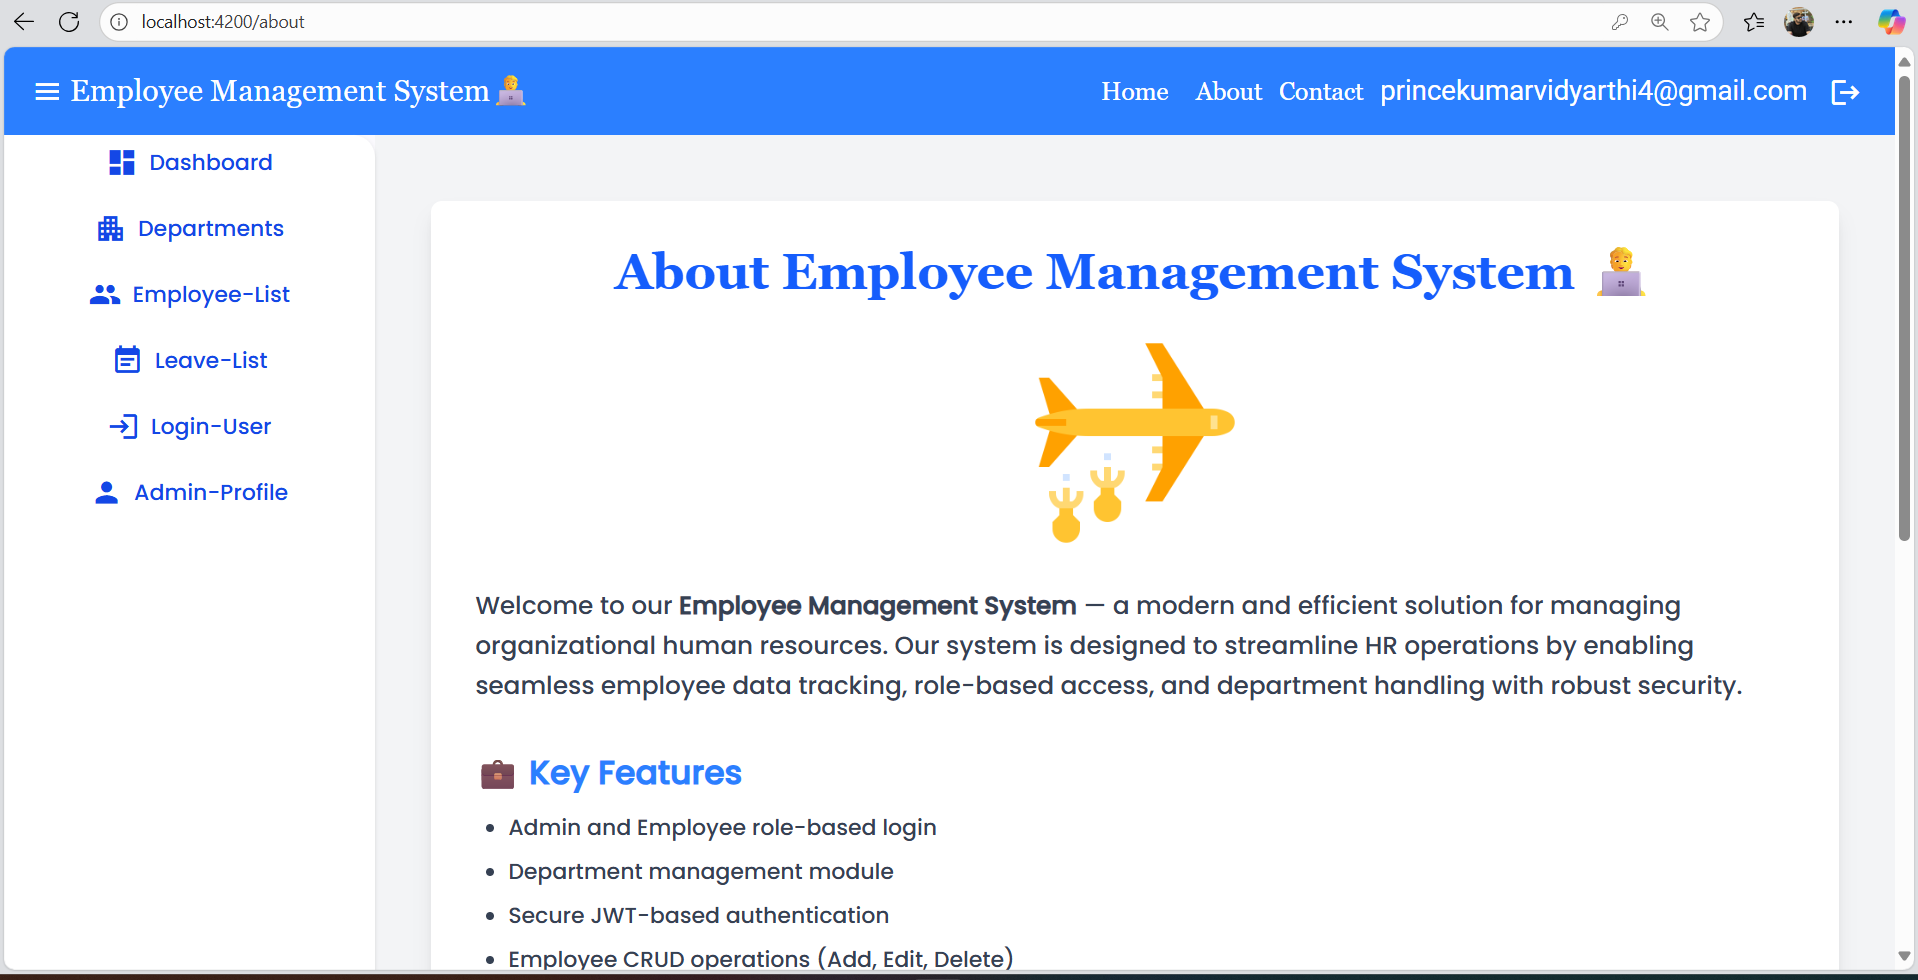 localhost:4200/about
Employee Management System
Home About Contact princekumarvidyarthi4@gmail.com
Dashboard
Departments
Employee-List
Leave-List
Login-User
Admin-Profile
About Employee Management System
Welcome to our Employee Management System — a modern and efficient solution for managing
organizational human resources. Our system is designed to streamline HR operations by enabling
seamless employee data tracking, role-based access, and department handling with robust security.
Key Features
• Admin and Employee role-based login
• Department management module
• Secure JWT-based authentication
• Employee CRUD operations (Add, Edit, Delete)